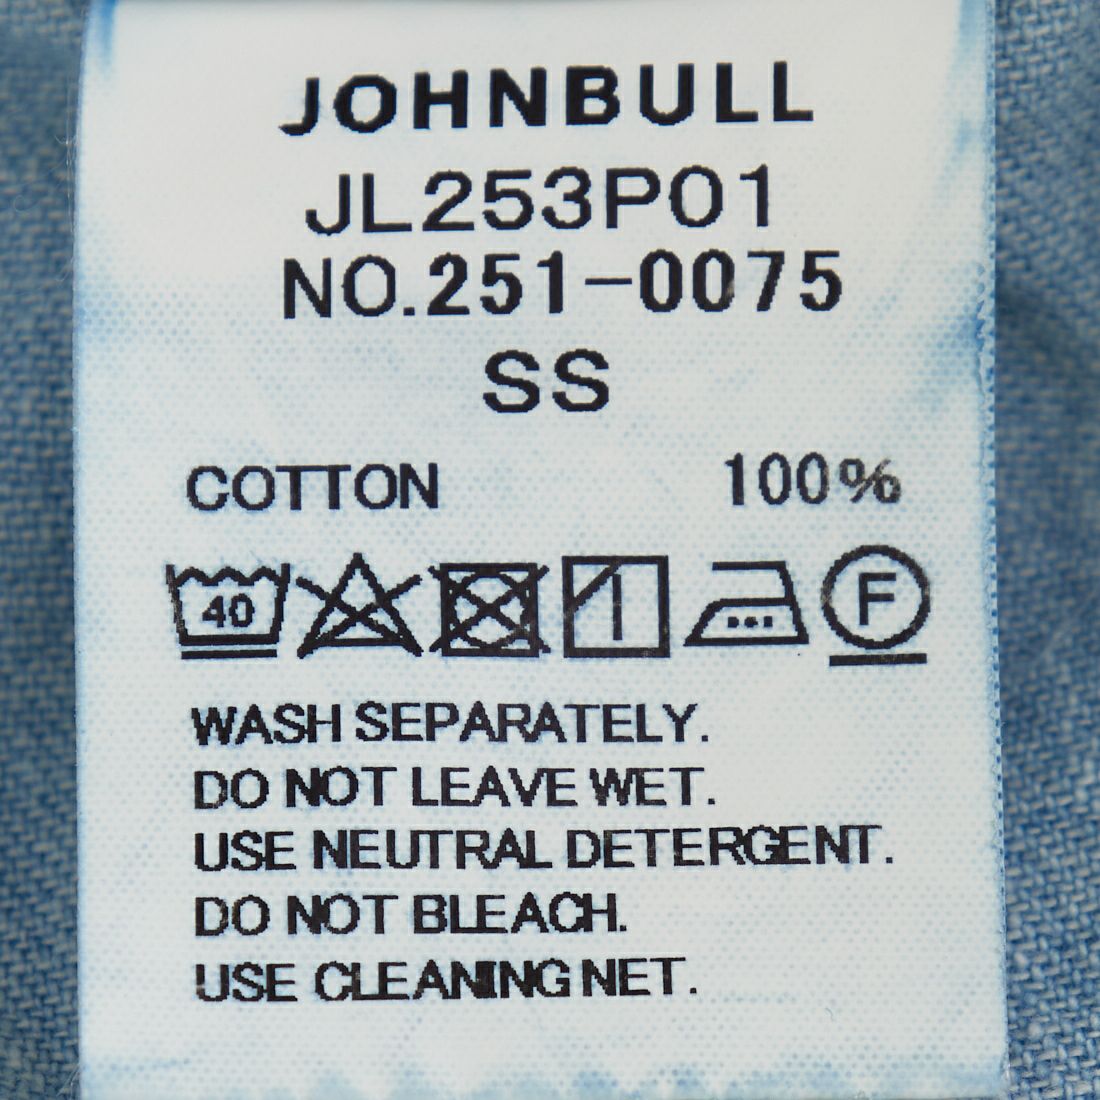 JOHNBULL
JL253P01
NO.251-0075
SS
COTTON 100%
40 F
WASH SEPARATELY.
DO NOT LEAVE WET.
USE NEUTRAL DETERGENT.
DO NOT BLEACH.
USE CLEANING NET.